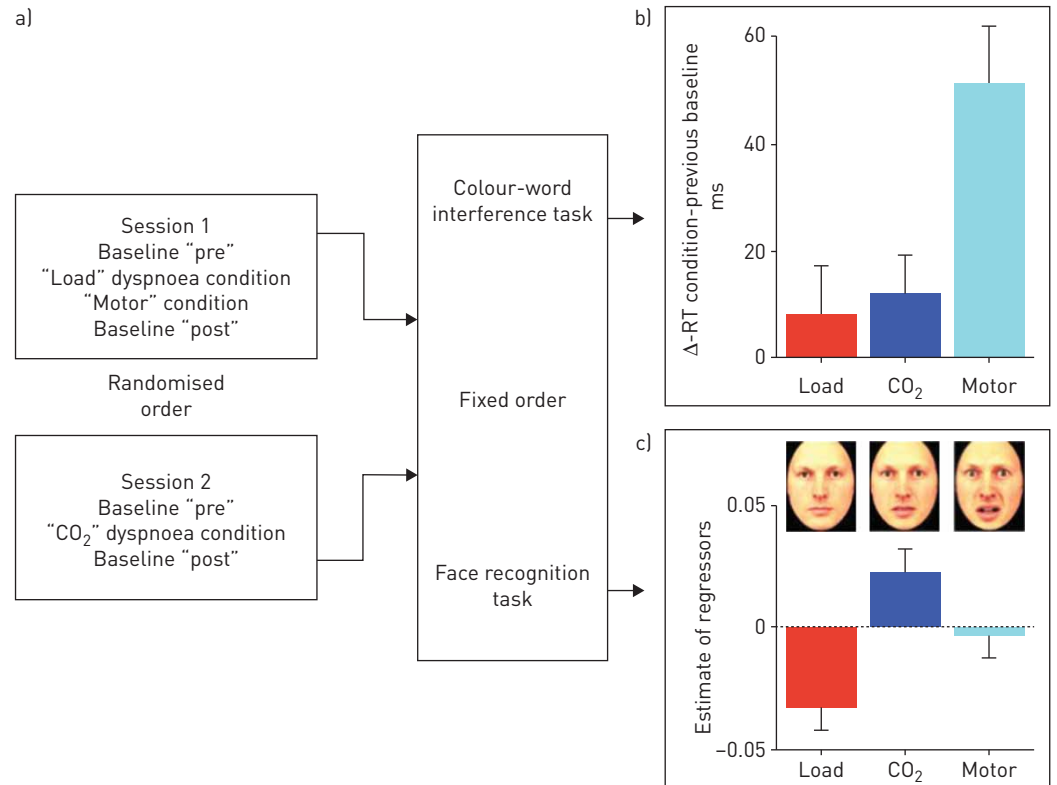 a)
Session 1
Baseline “pre”
“Load” dyspnoea condition
“Motor” condition
Baseline “post”
Randomised
order
Session 2
Baseline “pre”
“CO₂” dyspnoea condition
Baseline “post”
Colour-word
interference task
Fixed order
Face recognition
task
b)
Δ-RT condition-previous baseline
ms
60
40
20
0
Load
CO₂
Motor
c)
Estimate of regressors
0.05
0
–0.05
Load
CO₂
Motor